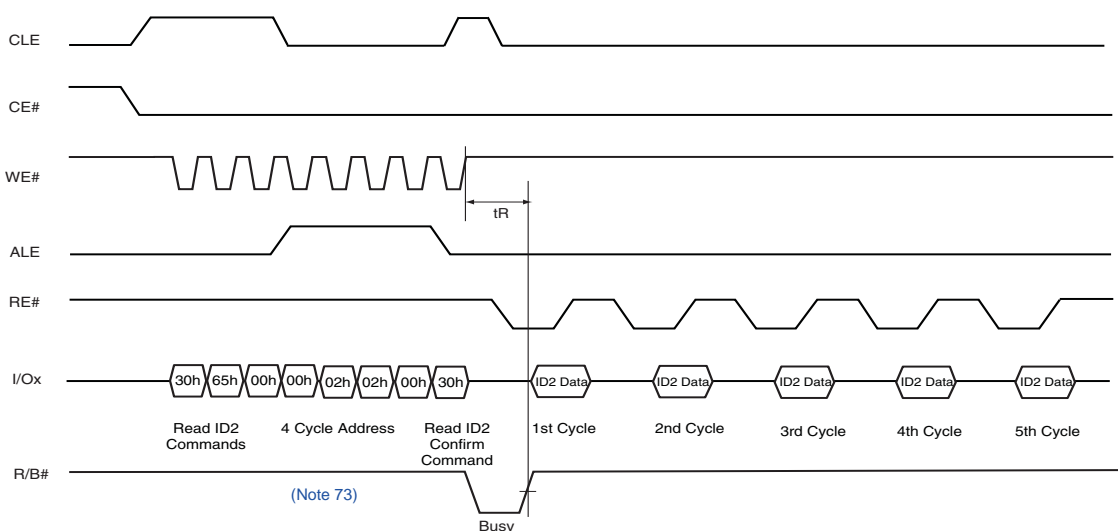 CLE
CE#
WE#
tR
ALE
RE#
I/Ox 30h 65h 00h 00h 02h 02h 00h 30h ID2 Data ID2 Data ID2 Data ID2 Data ID2 Data
Read ID2 Commands
4 Cycle Address
Read ID2 Confirm Command
1st Cycle
2nd Cycle
3rd Cycle
4th Cycle
5th Cycle
R/B#
(Note 73)
Busy